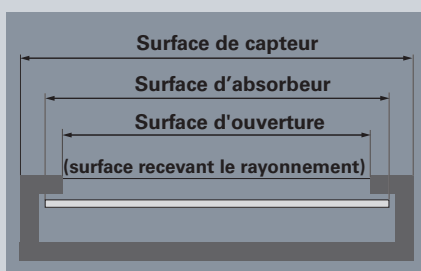 Surface de capteur
Surface d’absorbeur
Surface d'ouverture
(surface recevant le rayonnement)